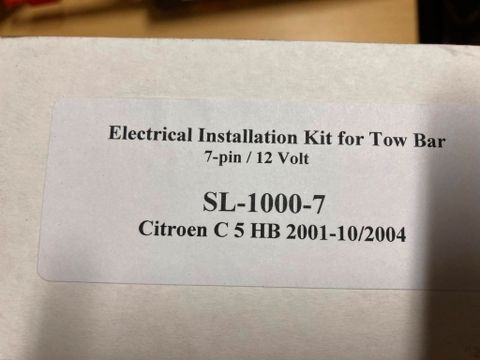 Electrical Installation Kit for Tow Bar
7-pin / 12 Volt
SL-1000-7
Citroen C 5 HB 2001-10/2004